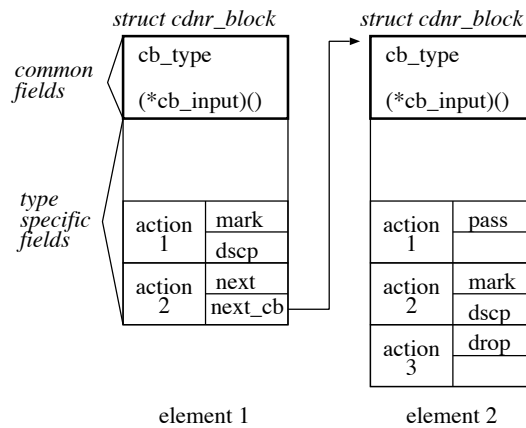 struct cdnr_block
struct cdnr_block
common
fields
cb_type
(*cb_input)()
cb_type
(*cb_input)()
type
specific
fields
action
1
mark
dscp
action
2
next
next_cb
action
1
pass
action
2
mark
dscp
action
3
drop
element 1
element 2